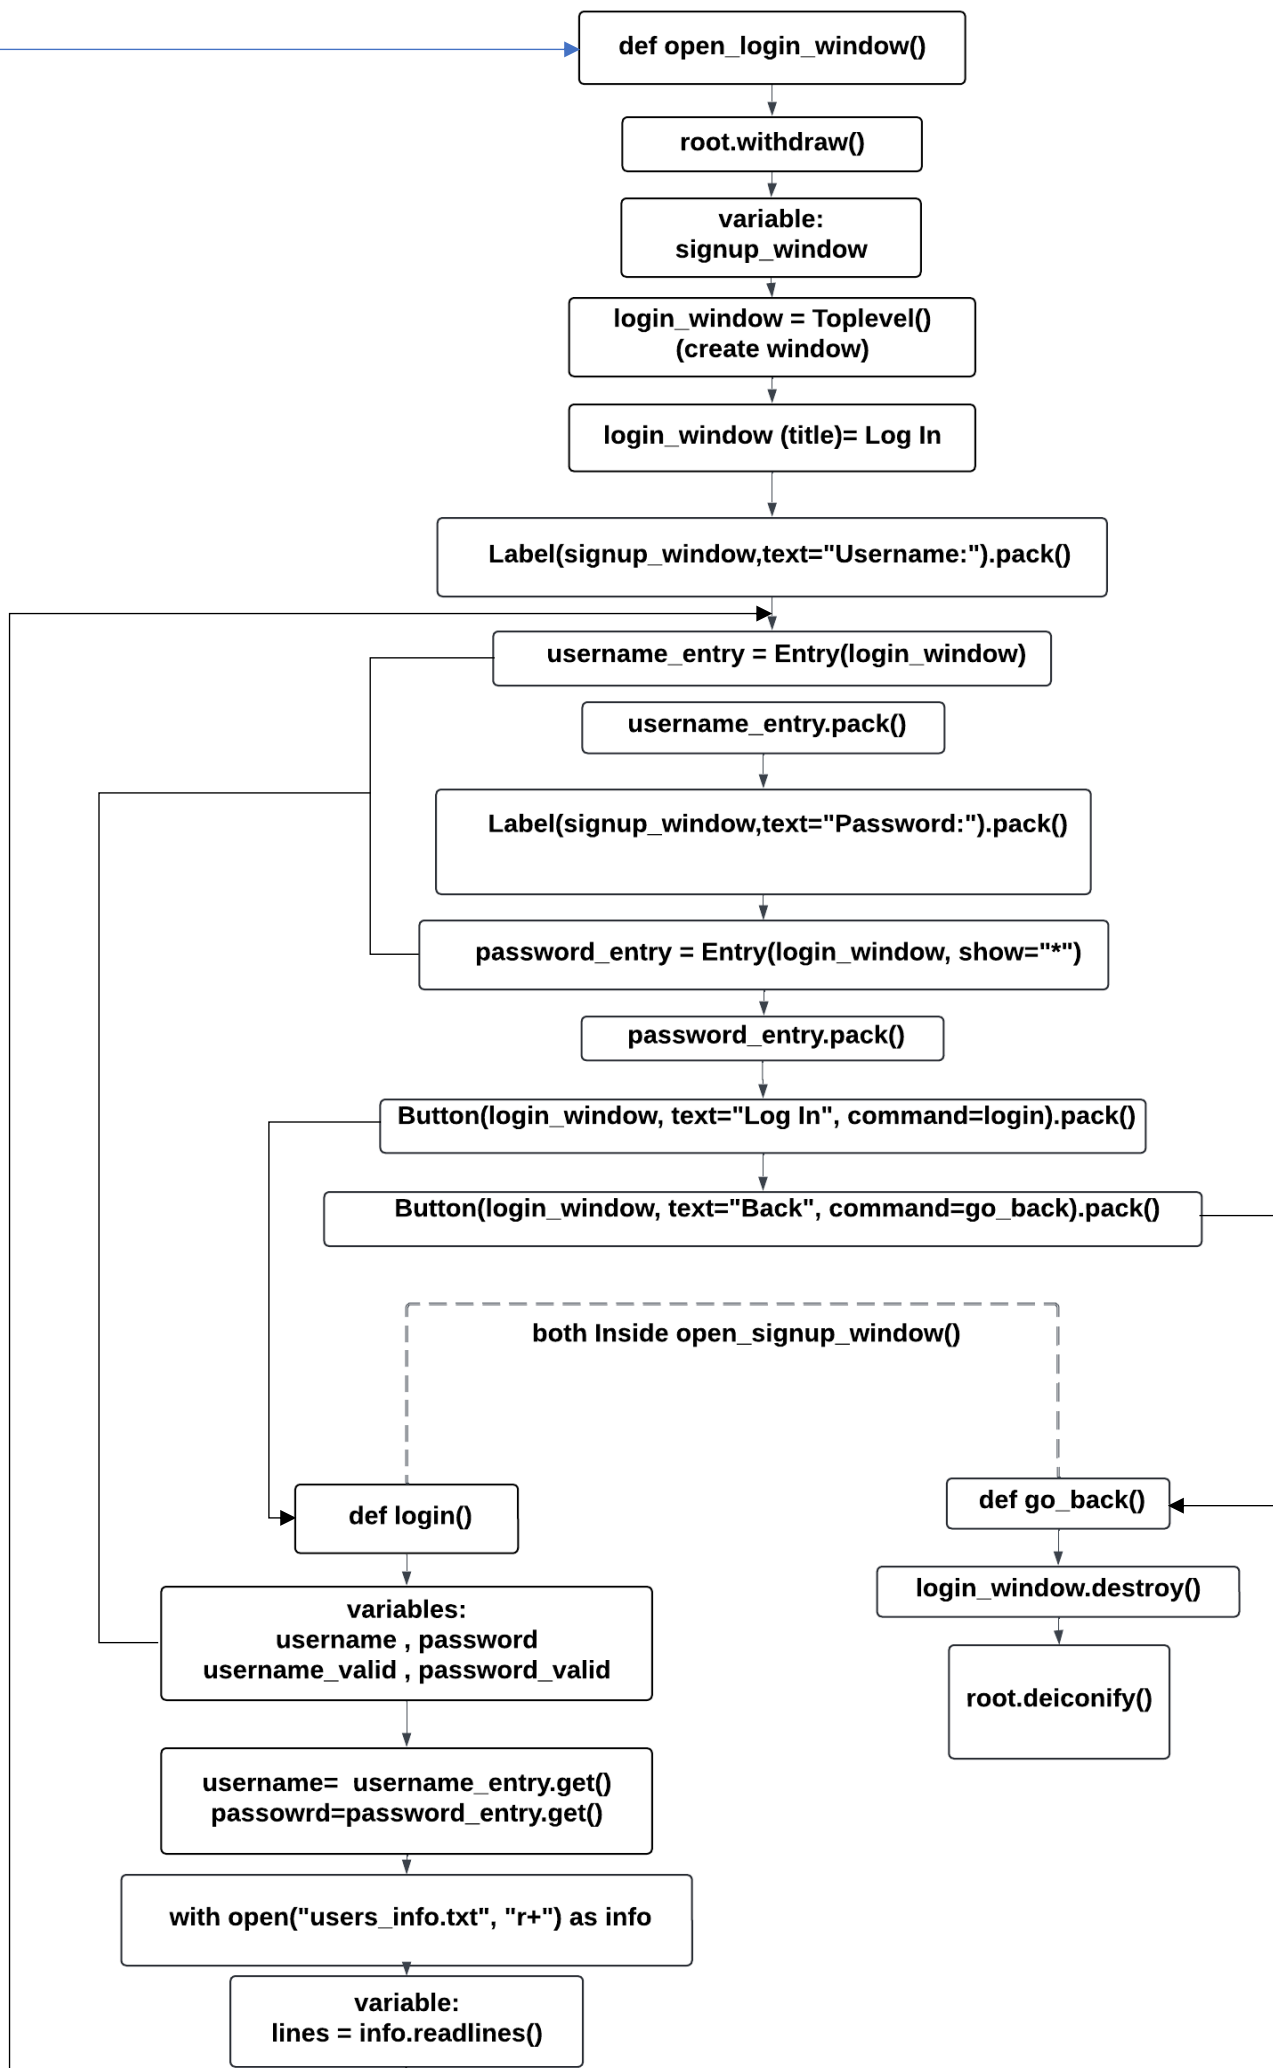 def open_login_window()
root.withdraw()
variable:
signup_window
login_window = Toplevel()
(create window)
login_window (title)= Log In
Label(signup_window,text="Username:").pack()
username_entry = Entry(login_window)
username_entry.pack()
Label(signup_window,text="Password:").pack()
password_entry = Entry(login_window, show="*")
password_entry.pack()
Button(login_window, text="Log In", command=login).pack()
Button(login_window, text="Back", command=go_back).pack()
both Inside open_signup_window()
def login()
variables:
username , password
username_valid , password_valid
username=  username_entry.get()
passowrd=password_entry.get()
with open("users_info.txt", "r+") as info
variable:
lines = info.readlines()
def go_back()
login_window.destroy()
root.deiconify()